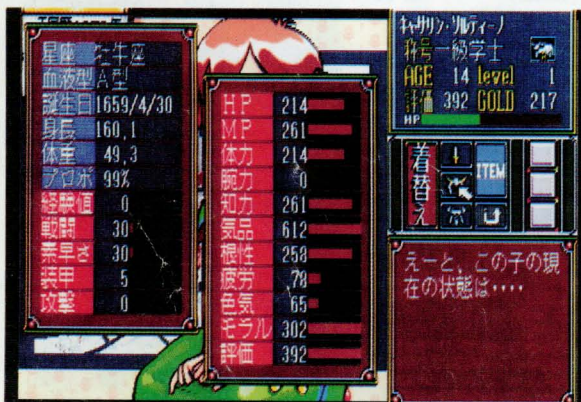 星座 牡牛座
血液型 A型
誕生日 1659/4/30
身長 160,1
体重 49,3
プロポ 99%
経験値 0
戦闘 30
素早さ 30
装甲 5
攻撃 0
HP 214
MP 261
体力 214
腕力 0
知力 261
気品 612
根性 258
疲労 78
色気 65
モラル 302
評価 392
キャサリン・ソルティーノ
称号 一級学士
AGE 14 level 1
評価 392 GOLD 217
HP
着替え
ITEM
えーと、この子の現
在の状態は‥‥